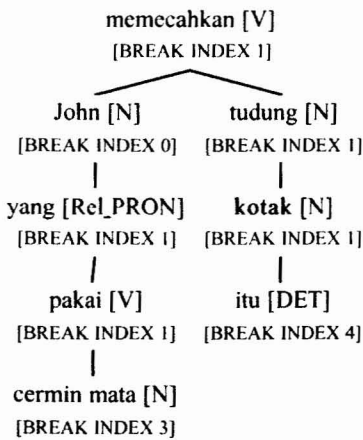 memecahkan [V]
[BREAK INDEX 1]
John [N] tudung [N]
[BREAK INDEX 0] [BREAK INDEX 1]
yang [Rel_PRON] kotak [N]
[BREAK INDEX 1] [BREAK INDEX 1]
pakai [V] itu [DET]
[BREAK INDEX 1] [BREAK INDEX 4]
cermin mata [N]
[BREAK INDEX 3]